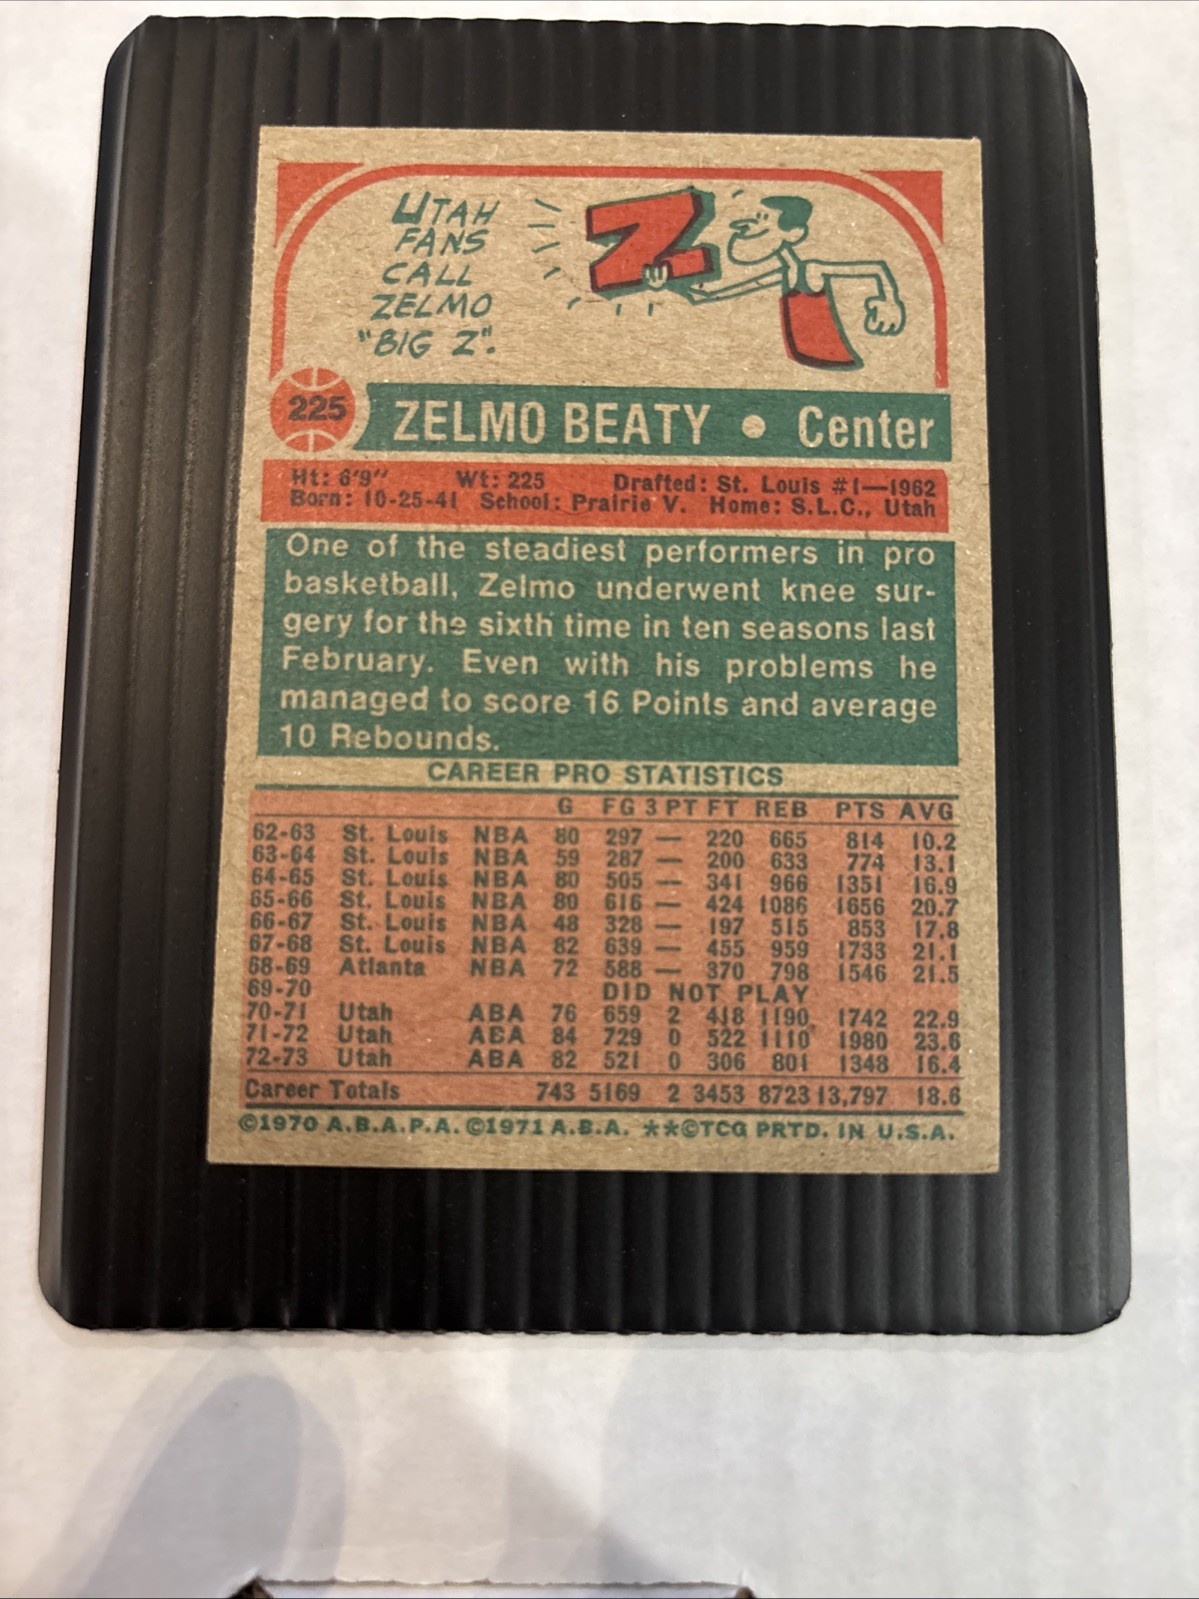 UTAH
FANS
CALL
ZELMO
"BIG Z".
Z
225 ZELMO BEATY • Center
Ht: 6'9" Wt: 225 Drafted: St. Louis #1—1962
Born: 10-25-41 School: Prairie V. Home: S.L.C., Utah
One of the steadiest performers in pro
basketball, Zelmo underwent knee sur-
gery for the sixth time in ten seasons last
February. Even with his problems he
managed to score 16 Points and average
10 Rebounds.
CAREER PRO STATISTICS
G FG 3 PT FT REB PTS AVG
62-63 St. Louis NBA 80 297 — 220 665 814 10.2
63-64 St. Louis NBA 59 287 — 200 633 774 13.1
64-65 St. Louis NBA 80 505 — 341 966 1351 16.9
65-66 St. Louis NBA 80 616 — 424 1086 1656 20.7
66-67 St. Louis NBA 48 328 — 197 515 853 17.8
67-68 St. Louis NBA 82 639 — 455 959 1733 21.1
68-69 Atlanta NBA 72 588 — 370 798 1546 21.5
69-70 DID NOT PLAY
70-71 Utah ABA 76 659 2 418 1190 1742 22.9
71-72 Utah ABA 84 729 0 522 1110 1980 23.6
72-73 Utah ABA 82 521 0 306 801 1348 16.4
Career Totals 743 5169 2 3453 8723 13,797 18.6
©1970 A.B.A.P.A. ©1971 A.B.A. **©TCG PRTD. IN U.S.A.